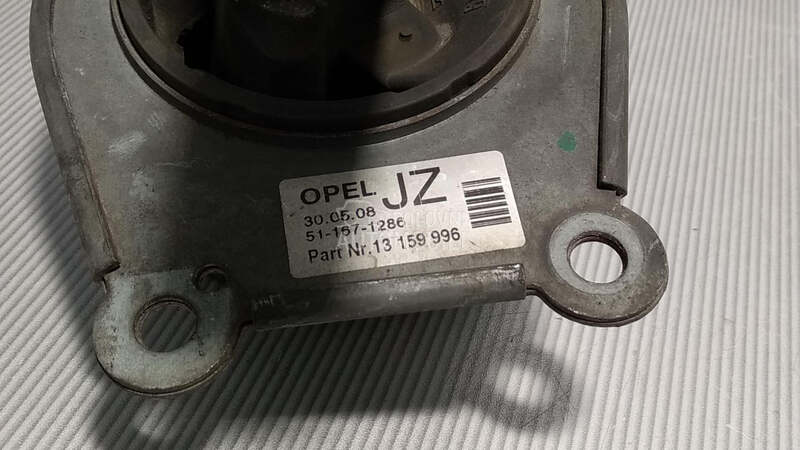 OPEL JZ
30.05.08
51-157-1286
Part Nr.13 159 996